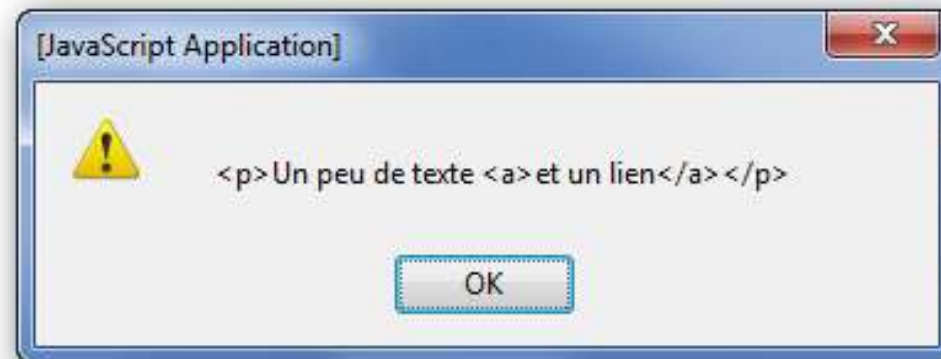 [JavaScript Application]
<p>Un peu de texte <a>et un lien</a></p>
OK